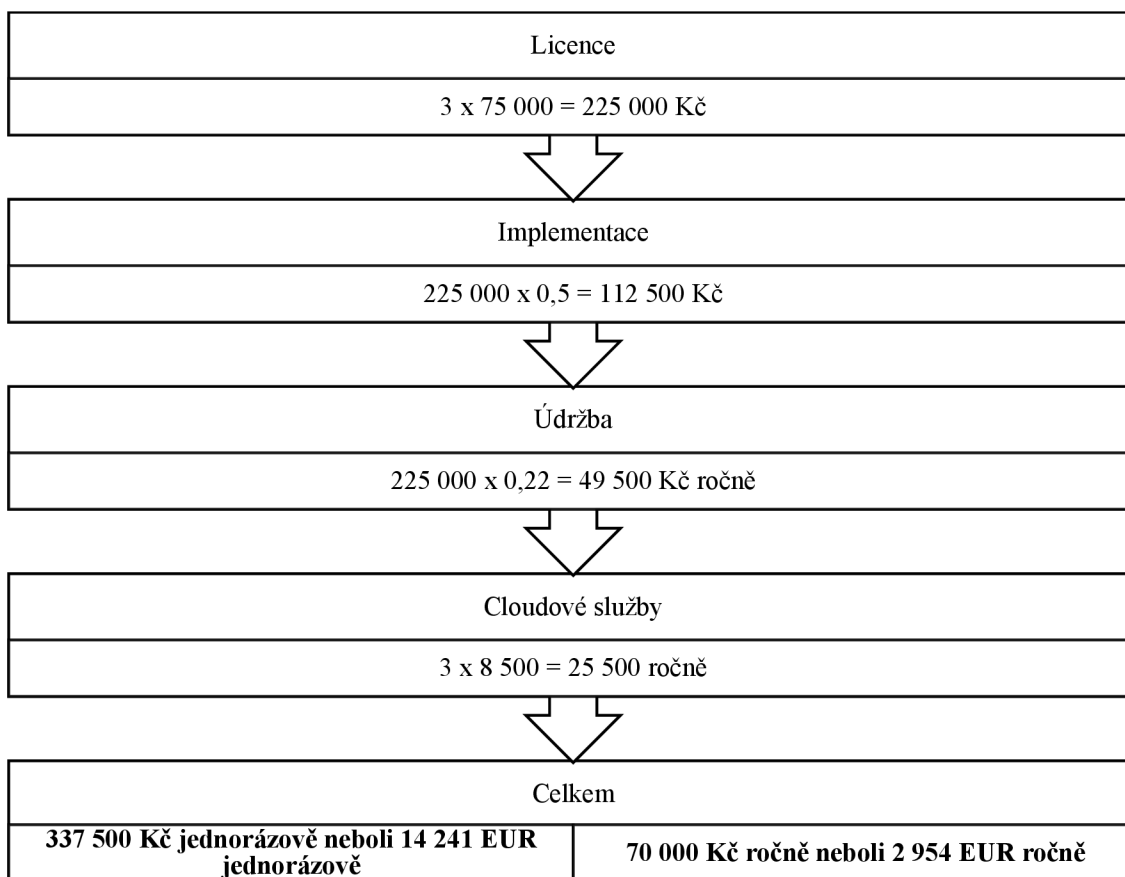 Licence
3 x 75 000 = 225 000 Kč
Implementace
225 000 x 0,5 = 112 500 Kč
Údržba
225 000 x 0,22 = 49 500 Kč ročně
Cloudové služby
3 x 8 500 = 25 500 ročně
Celkem
337 500 Kč jednorázově neboli 14 241 EUR
jednorázově
70 000 Kč ročně neboli 2 954 EUR ročně